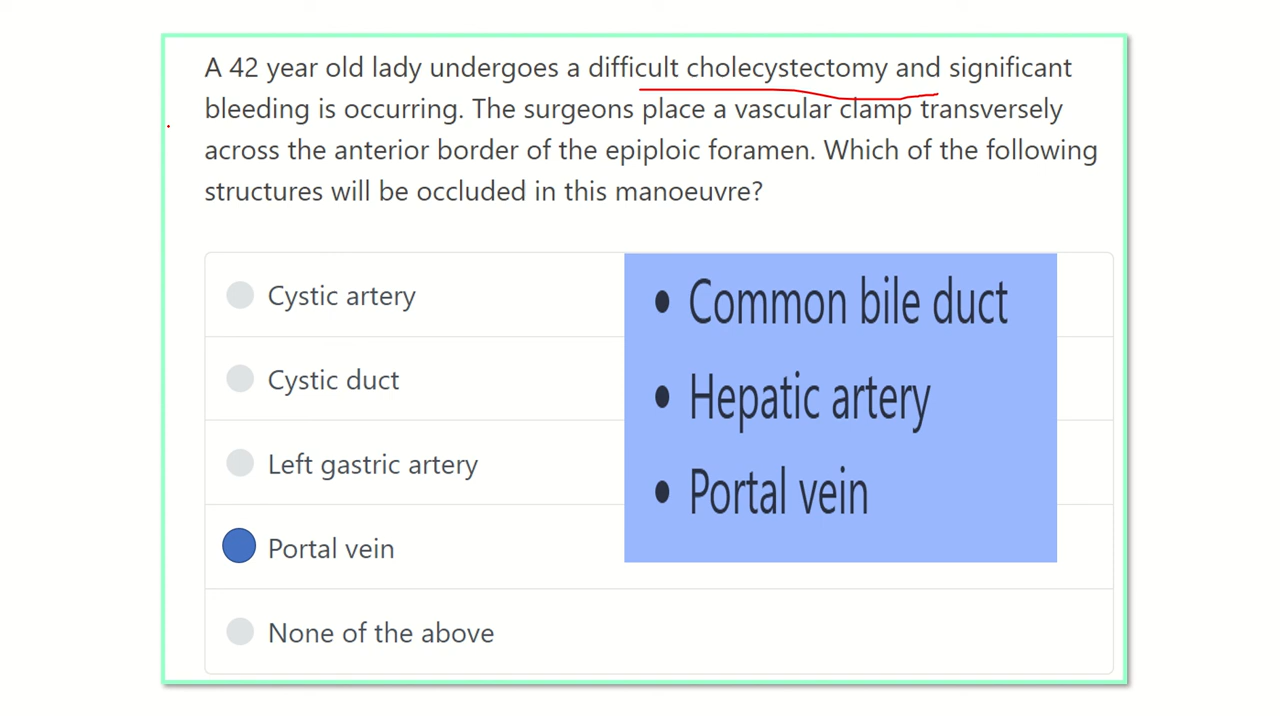 A 42 year old lady undergoes a difficult cholecystectomy and significant
bleeding is occurring. The surgeons place a vascular clamp transversely
across the anterior border of the epiploic foramen. Which of the following
structures will be occluded in this manoeuvre?
Cystic artery
Cystic duct
Left gastric artery
Portal vein
None of the above
• Common bile duct
• Hepatic artery
• Portal vein